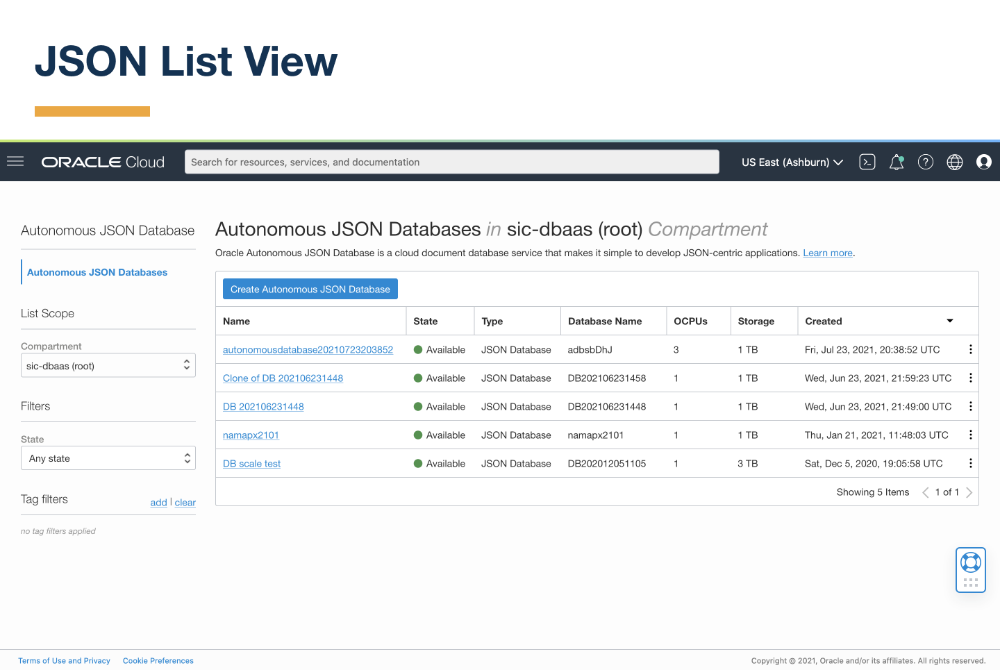 JSON List View
ORACLE Cloud
Search for resources, services, and documentation
US East (Ashburn)
Autonomous JSON Database
Autonomous JSON Databases
List Scope
Compartment
sic-dbaas (root)
Filters
State
Any state
Tag filters
add | clear
no tag filters applied
Autonomous JSON Databases in sic-dbaas (root) Compartment
Oracle Autonomous JSON Database is a cloud document database service that makes it simple to develop JSON-centric applications. Learn more.
Create Autonomous JSON Database
Name State Type Database Name OCPUs Storage Created
autonomousdatabase20210723203852 Available JSON Database adbsbDhJ 3 1 TB Fri, Jul 23, 2021, 20:38:52 UTC
Clone of DB 202106231448 Available JSON Database DB202106231458 1 1 TB Wed, Jun 23, 2021, 21:59:23 UTC
DB 202106231448 Available JSON Database DB202106231448 1 1 TB Wed, Jun 23, 2021, 21:49:00 UTC
namapx2101 Available JSON Database namapx2101 1 1 TB Thu, Jan 21, 2021, 11:48:03 UTC
DB scale test Available JSON Database DB202012051105 1 3 TB Sat, Dec 5, 2020, 19:05:58 UTC
Showing 5 Items 1 of 1
Terms of Use and Privacy Cookie Preferences
Copyright © 2021, Oracle and/or its affiliates. All rights reserved.